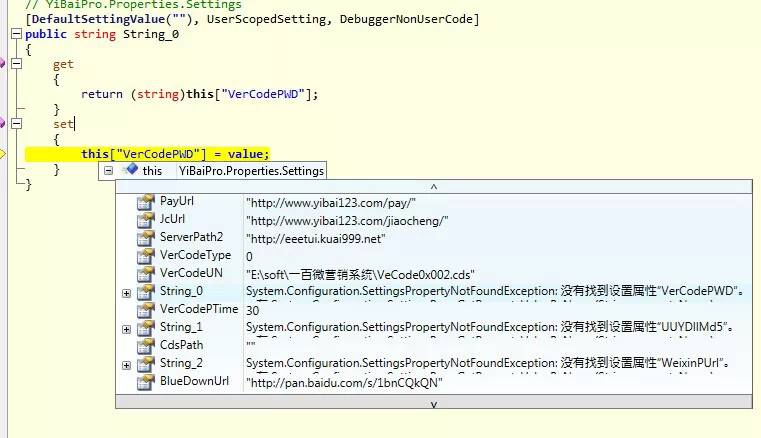 // YiBaiPro.Properties.Settings
[DefaultSettingValue(""), UserScopedSetting, DebuggerNonUserCode]
public string String_0
{
get
{
return (string)this["VerCodePWD"];
}
set
{
this["VerCodePWD"] = value;
}
this YiBaiPro.Properties.Settings
}
PayUrl "http://www.yibai123.com/pay/"
JcUrl "http://www.yibai123.com/jiaocheng/"
ServerPath2 "http://eeetui.kuai999.net"
VerCodeType 0
VerCodeUN "E:\soft\一百微营销系统\VeCode0x002.cds"
String_0 System.Configuration.SettingsPropertyNotFoundException: 没有找到设置属性“VerCodePWD”。
VerCodePTime 30
String_1 System.Configuration.SettingsPropertyNotFoundException: 没有找到设置属性“UUYDllMd5”。
CdsPath ""
String_2 System.Configuration.SettingsPropertyNotFoundException: 没有找到设置属性“WeixinPUrl”。
BlueDownUrl "http://pan.baidu.com/s/1bnCQkQN"